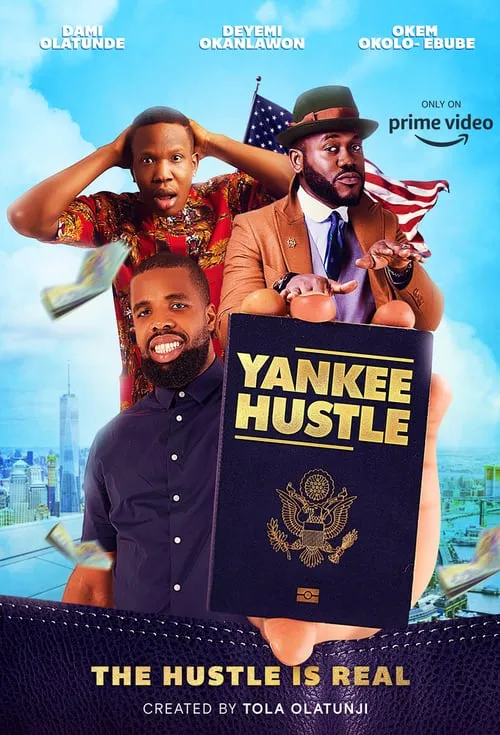 DAMI
OLATUNDE
DEYEMI
OKANLAWON
OKEM
OKOLO- EBUBE
ONLY ON
prime video
YANKEE
HUSTLE
THE HUSTLE IS REAL
CREATED BY TOLA OLATUNJI